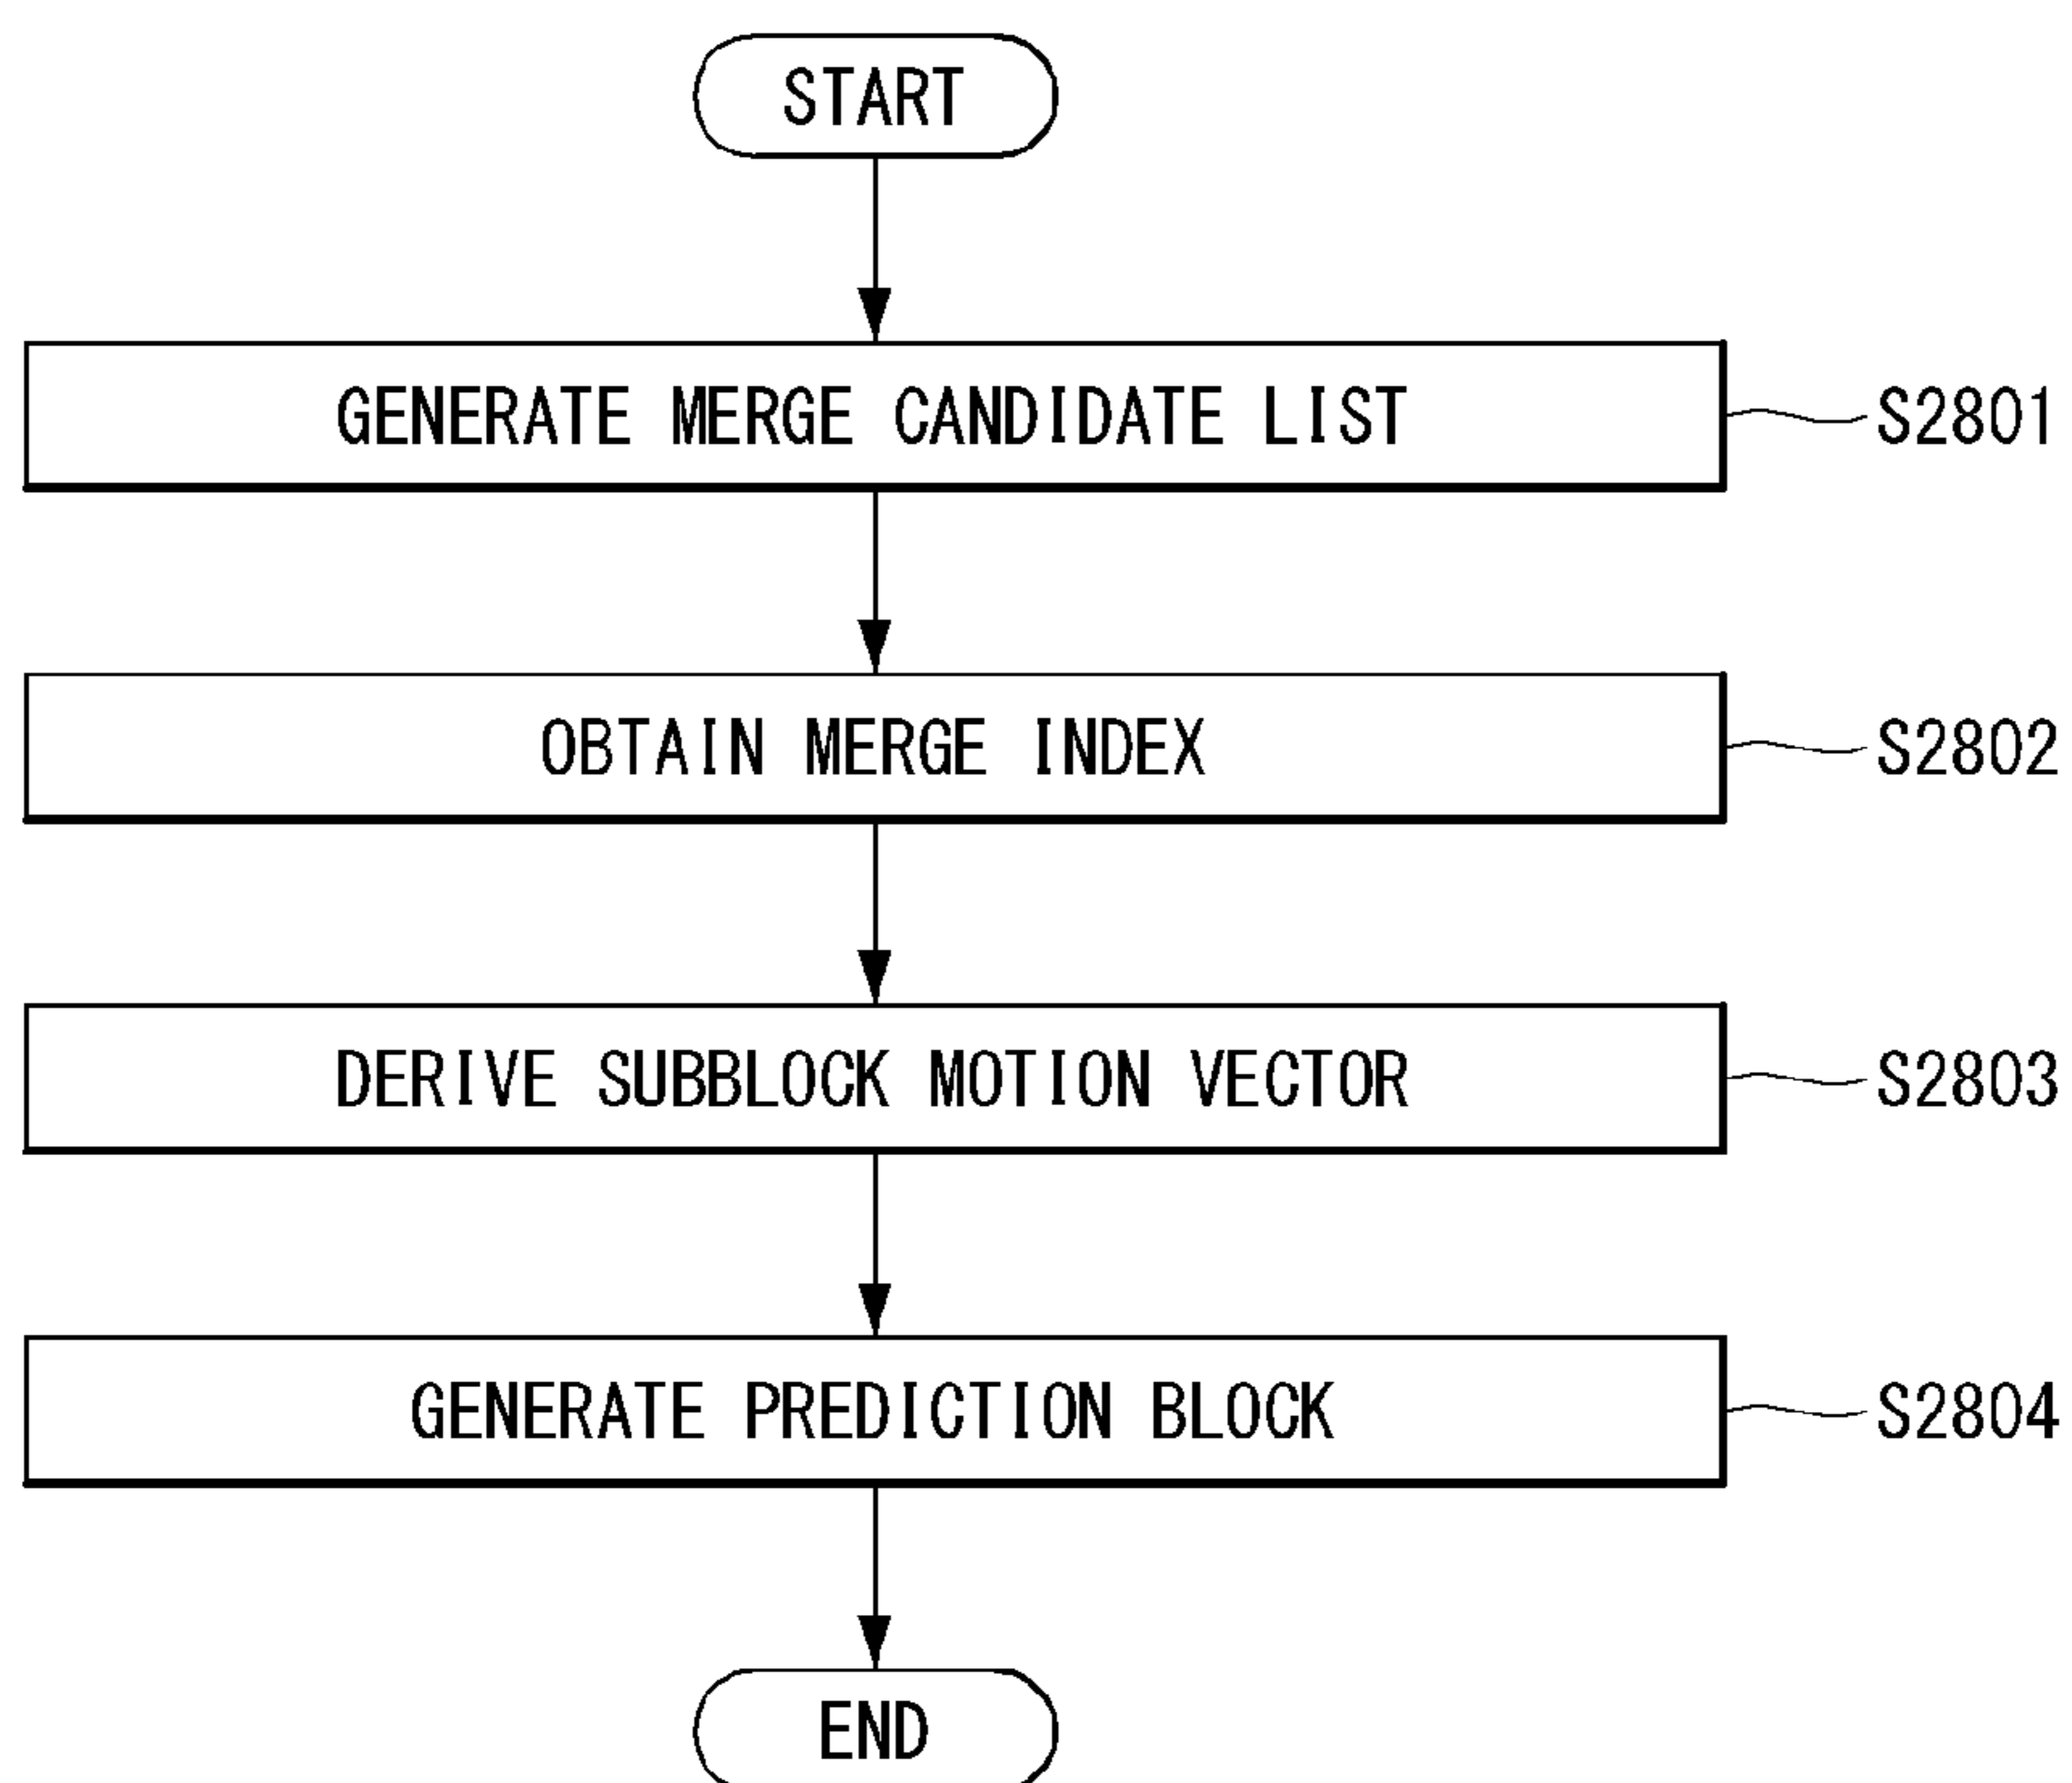 START
GENERATE MERGE CANDIDATE LIST
S2801
OBTAIN MERGE INDEX
S2802
DERIVE SUBBLOCK MOTION VECTOR
S2803
GENERATE PREDICTION BLOCK
S2804
END